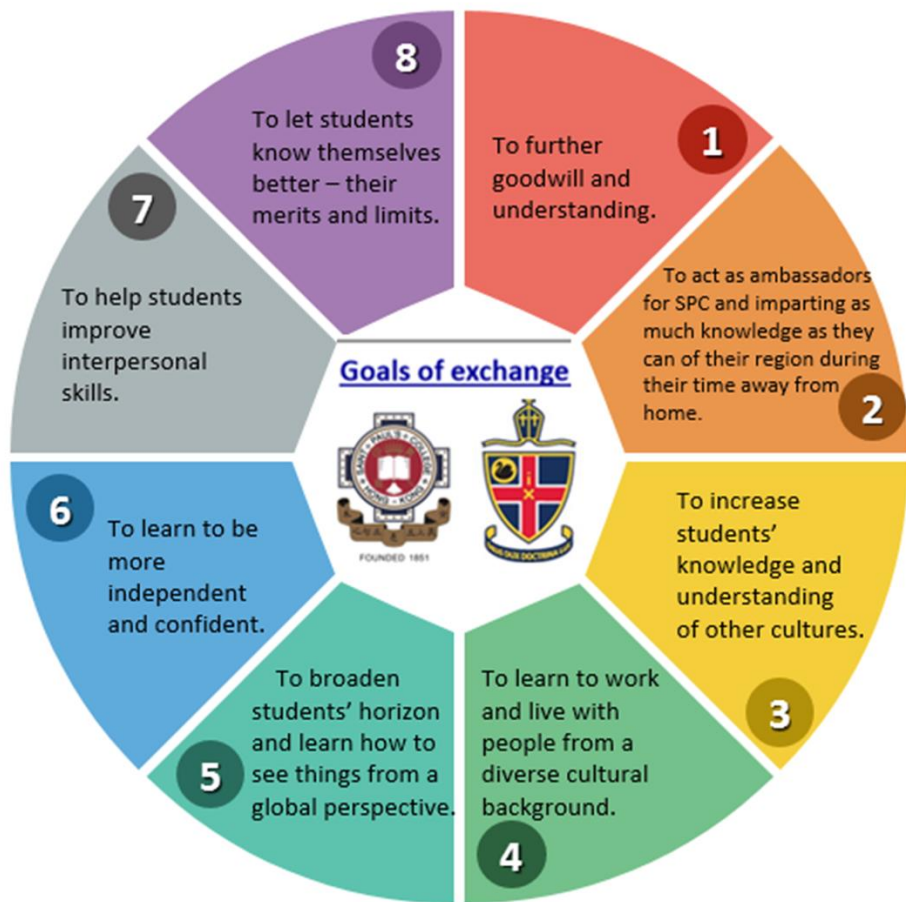 1
To further
goodwill and
understanding.
2
To act as ambassadors
for SPC and imparting as
much knowledge as they
can of their region during
their time away from
home.
3
To increase
students’
knowledge and
understanding
of other cultures.
4
To learn to work
and live with
people from a
diverse cultural
background.
5
To broaden
students’ horizon
and learn how to
see things from a
global perspective.
6
To learn to be
more
independent
and confident.
7
To help students
improve
interpersonal
skills.
8
To let students
know themselves
better – their
merits and limits.
Goals of exchange
SAINT PAUL'S COLLEGE
HONG KONG
FOUNDED 1851